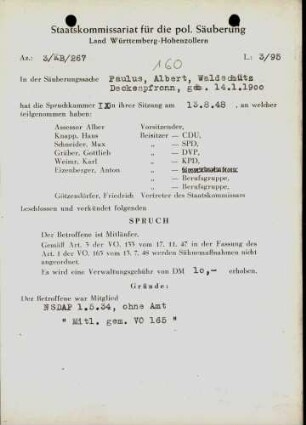 Staatskommissariat für die pol. Säuberung
Land Württemberg-Hohenzollern
Az.: 3/AB/267
L: 3/95
160
In der Säuberungssache Paulus, Albert, Waldschütz
Deckenpfronn, geb. 14.1.1900
hat die Spruchkammer in ihrer Sitzung am 13.8.48 , an welcher
teilgenommen haben:
Assessor Alber Vorsitzender,
Knapp, Hans Beisitzer — CDU,
Schneider, Max „ — SPD,
Gräber, Gottlieb „ — DVP,
Weimr, Karl „ — KPD,
Eizenberger, Anton „ —
„ — Berufsgruppe,
„ — Berufsgruppe,
Götzendörfer, Friedrich Vertreter des Staatskommissars
beschlossen und verkündet folgenden
SPRUCH
Der Betroffene ist Mitläufer.
Gemäß Art. 3 der VO. 133 vom 17. 11. 47 in der Fassung des
Art. 1 der VO. 165 vom 13. 7. 48 werden Sühnemaßnahmen nicht
angeordnet.
Es wird eine Verwaltungsgebühr von DM 10,- erhoben.
Gründe:
Der Betroffene war Mitglied
NSDAP 1.5.34, ohne Amt
" Mitl. gem. VO 165 "